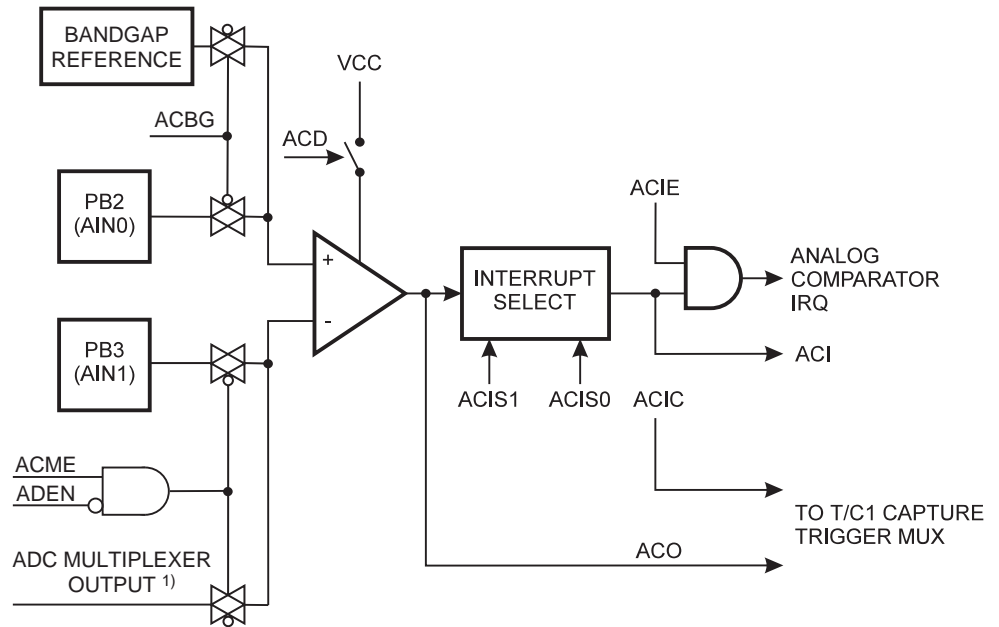 BANDGAP
REFERENCE
VCC
ACBG
ACD
PB2
(AIN0)
ACIE
+
INTERRUPT
SELECT
ANALOG
COMPARATOR
IRQ
-
PB3
(AIN1)
ACI
ACIS1
ACIS0
ACIC
ACME
ADEN
TO T/C1 CAPTURE
TRIGGER MUX
ACO
ADC MULTIPLEXER
OUTPUT 1)